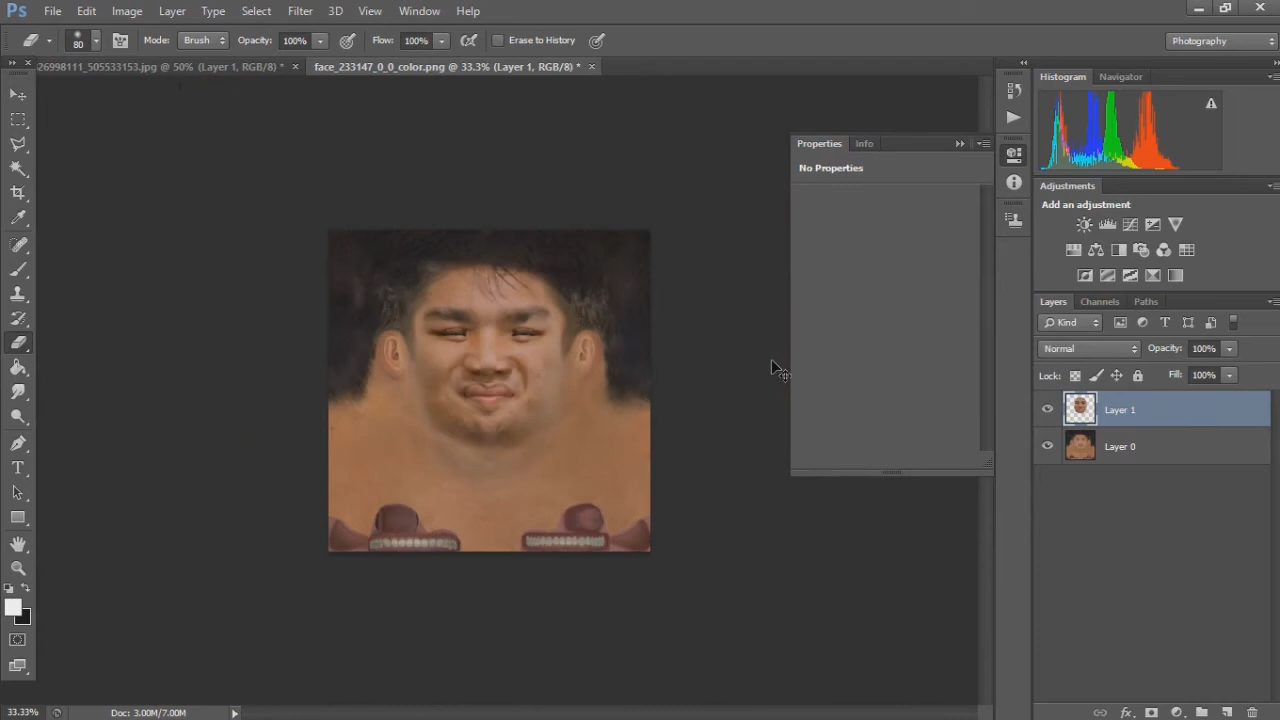 Ps File Edit Image Layer Type Select Filter 3D View Window Help
80 Mode: Brush Opacity: 100% Flow: 100% Erase to History Photography
26998111_505533153.jpg @ 50% (Layer 1, RGB/8) * × face_233147_0_0_color.png @ 33.3% (Layer 1, RGB/8) * ×
Histogram Navigator
Properties Info
No Properties
Adjustments
Add an adjustment
Layers Channels Paths
Kind
Normal Opacity: 100%
Lock: Fill: 100%
Layer 1
Layer 0
33.33% Doc: 3.00M/7.00M